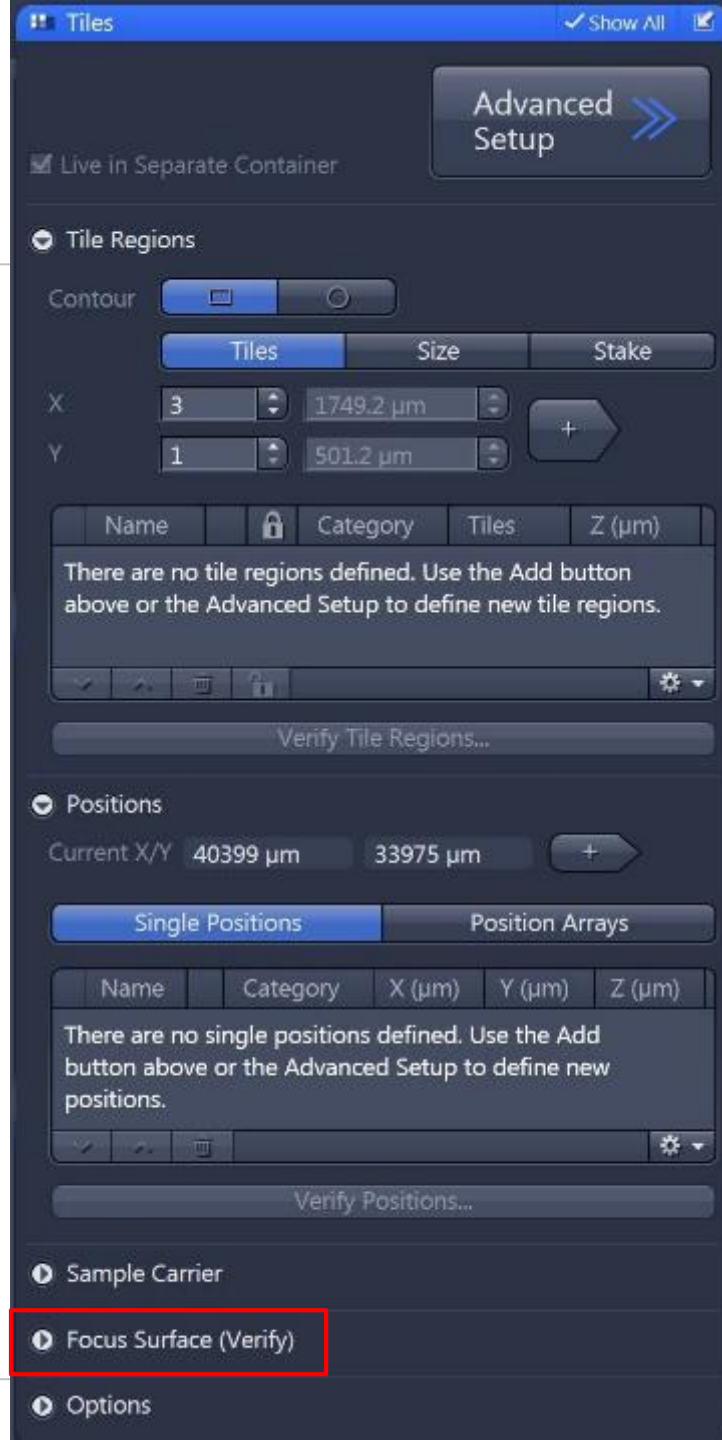 Tiles Show All
Advanced
Setup
Live in Separate Container
Tile Regions
Contour
Tiles Size Stake
X 3 1749.2 µm
+
Y 1 501.2 µm
Name Category Tiles Z (µm)
There are no tile regions defined. Use the Add button
above or the Advanced Setup to define new tile regions.
Verify Tile Regions...
Positions
Current X/Y 40399 µm 33975 µm +
Single Positions Position Arrays
Name Category X (µm) Y (µm) Z (µm)
There are no single positions defined. Use the Add
button above or the Advanced Setup to define new
positions.
Verify Positions...
Sample Carrier
Focus Surface (Verify)
Options